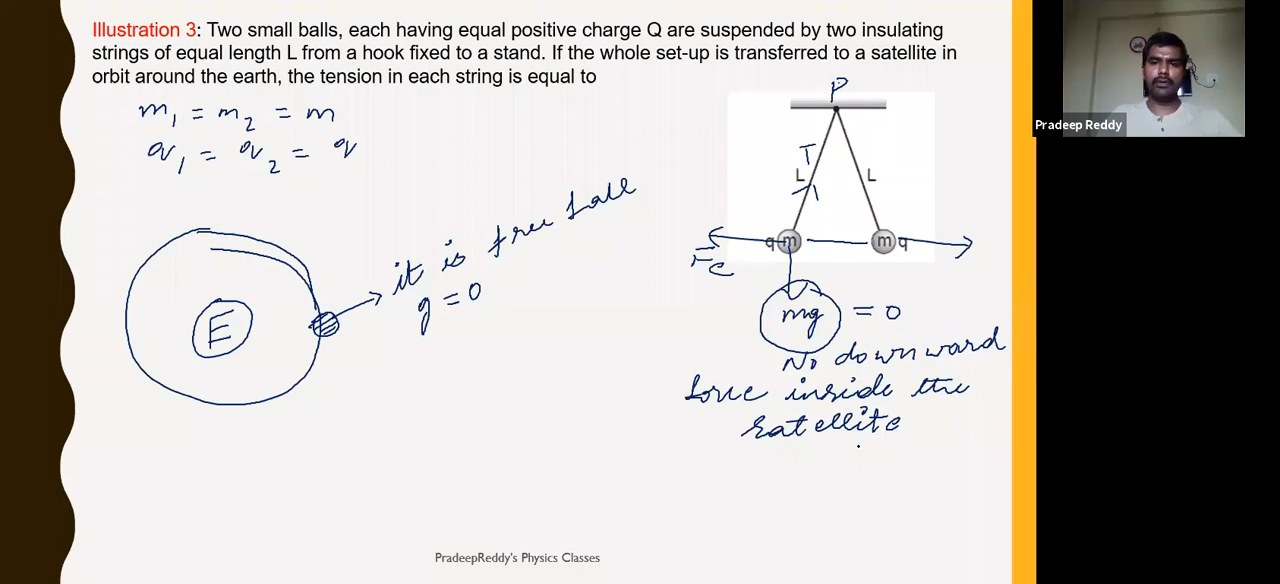 Illustration 3: Two small balls, each having equal positive charge Q are suspended by two insulating
strings of equal length L from a hook fixed to a stand. If the whole set-up is transferred to a satellite in
orbit around the earth, the tension in each string is equal to
m₁ = m₂ = m
q₁ = q₂ = q
P
Pradeep Reddy
T
L
L
it is free fall
g = 0
q m
m q
Fe
E
mg = 0
No downward
force inside the
satellite
PradeepReddy's Physics Classes